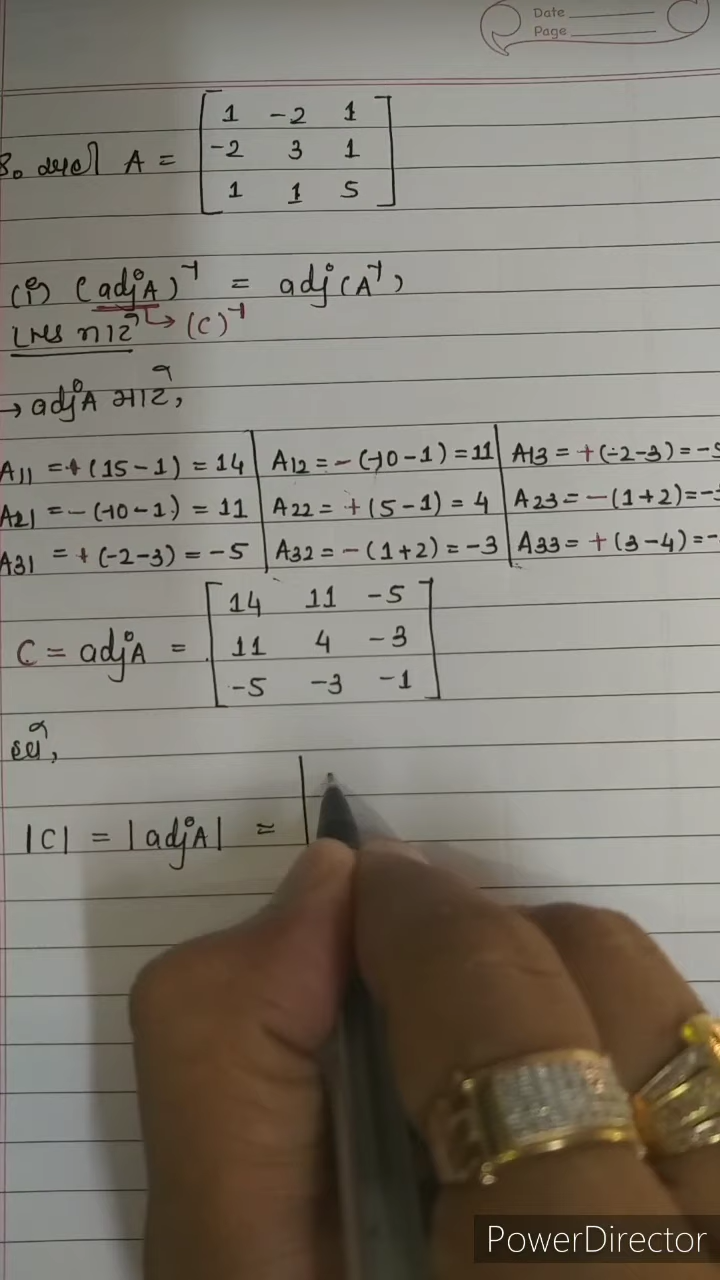 Date
Page
A = [ 1 -2 1
-2 3 1
1 1 5 ]
(i) (adjA)⁻¹ = adj(A⁻¹)
→ (C)⁻¹
→ adjA માટે,
A11 = +(15-1) = 14 | A12 = -(-10-1) = 11 | A13 = +(-2-3) = -5
A21 = -(-10-1) = 11 | A22 = +(5-1) = 4 | A23 = -(1+2) = -3
A31 = +(-2-3) = -5 | A32 = -(1+2) = -3 | A33 = +(3-4) = -
C = adjA = [ 14 11 -5
11 4 -3
-5 -3 -1 ]
હવે,
|C| = |adjA| = |
PowerDirector